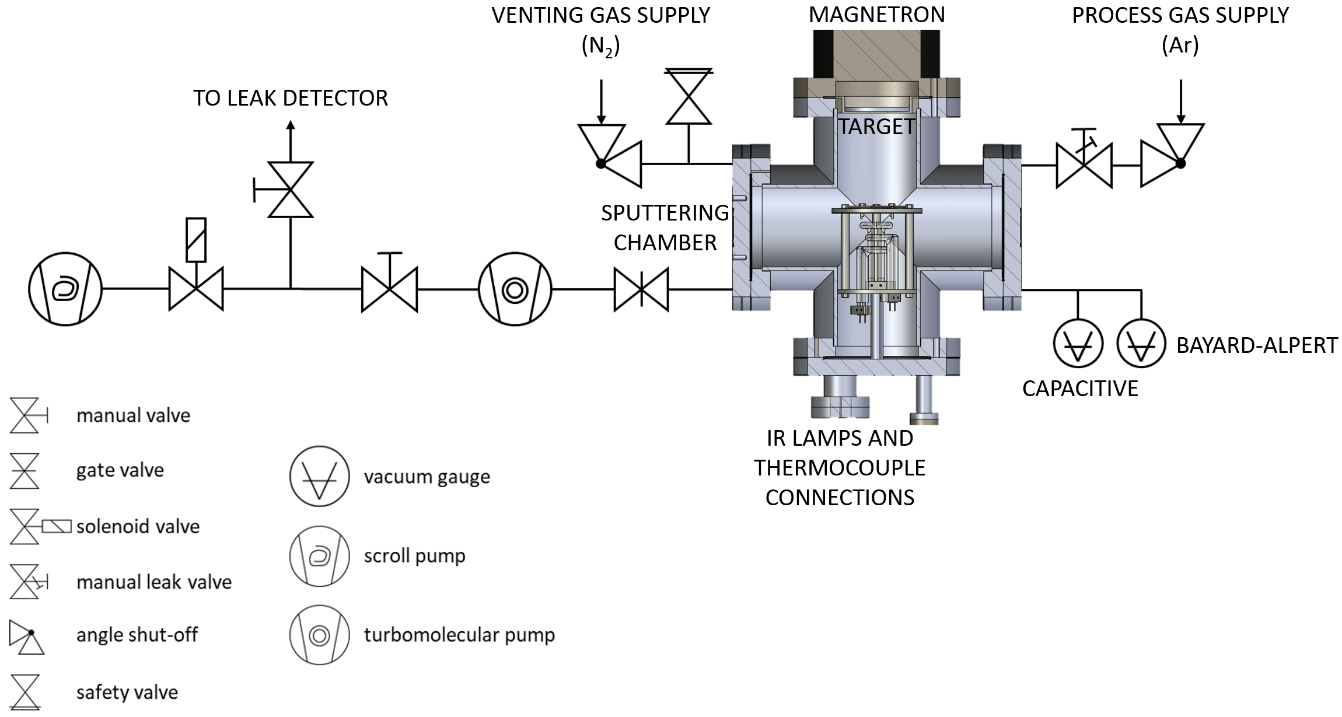 VENTING GAS SUPPLY
(N₂)
MAGNETRON
PROCESS GAS SUPPLY
(Ar)
TO LEAK DETECTOR
TARGET
SPUTTERING
CHAMBER
BAYARD-ALPERT
CAPACITIVE
IR LAMPS AND
THERMOCOUPLE
CONNECTIONS
manual valve
gate valve
solenoid valve
manual leak valve
angle shut-off
safety valve
vacuum gauge
scroll pump
turbomolecular pump